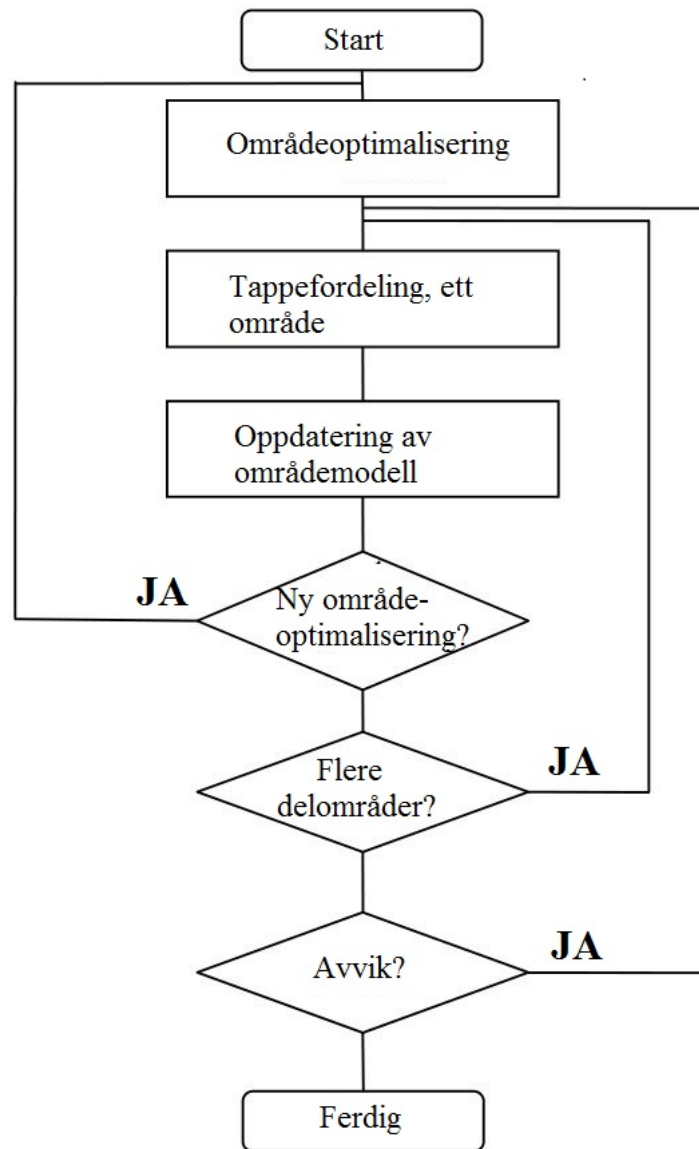 Start
Områdeoptimalisering
Tappefordeling, ett
område
Oppdatering av
områdemodell
JA
Ny område-
optimalisering?
Flere
delområder?
JA
Avvik?
JA
Ferdig